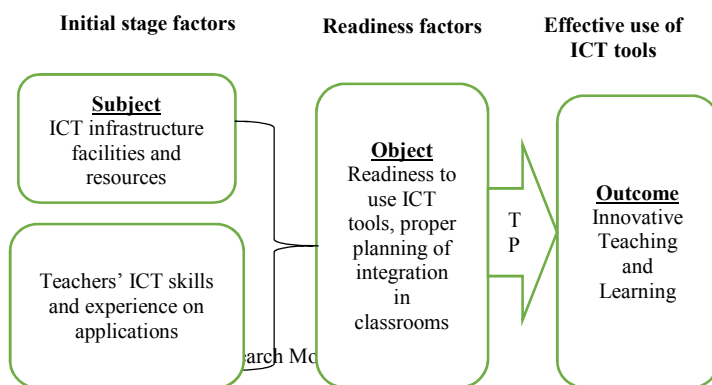 Initial stage factors
Readiness factors
Effective use of
ICT tools
Subject
ICT infrastructure
facilities and
resources
Teachers' ICT skills
and experience on
applications
Object
Readiness to
use ICT
tools, proper
planning of
integration
in
classrooms
T
P
Outcome
Innovative
Teaching
and
Learning